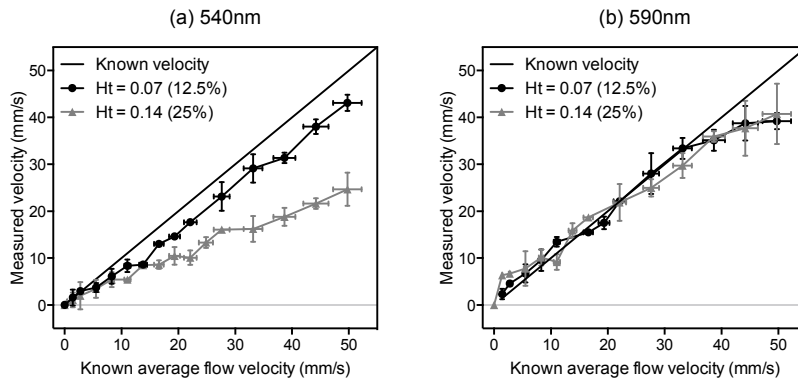 (a) 540nm
50
40
30
20
10
0
Measured velocity (mm/s)
Known velocity
Ht = 0.07 (12.5%)
Ht = 0.14 (25%)
0 10 20 30 40 50
Known average flow velocity (mm/s)
(b) 590nm
50
40
30
20
10
0
Measured velocity (mm/s)
Known velocity
Ht = 0.07 (12.5%)
Ht = 0.14 (25%)
0 10 20 30 40 50
Known average flow velocity (mm/s)